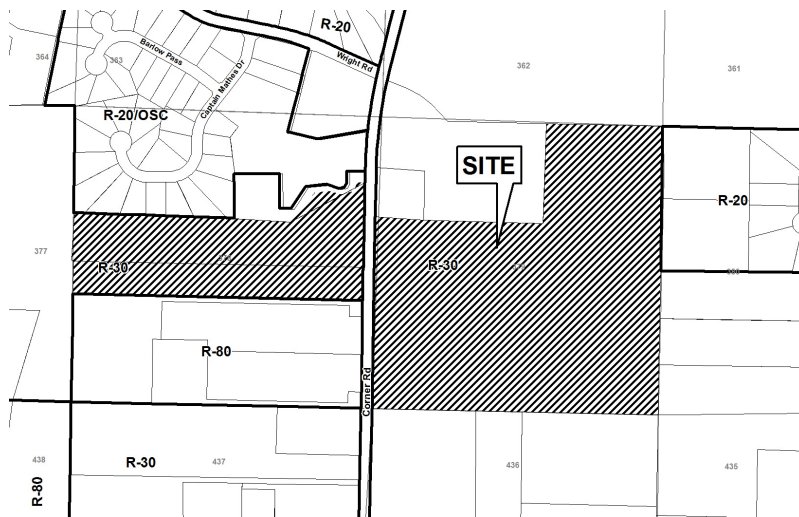 R-20
364
363
Barlow Pass
Wright Rd
362
361
Captain Mathes Dr
R-20/OSC
SITE
R-20
377
R-30
R-30
R-80
Corner Rd
438
R-30
437
436
435
R-80